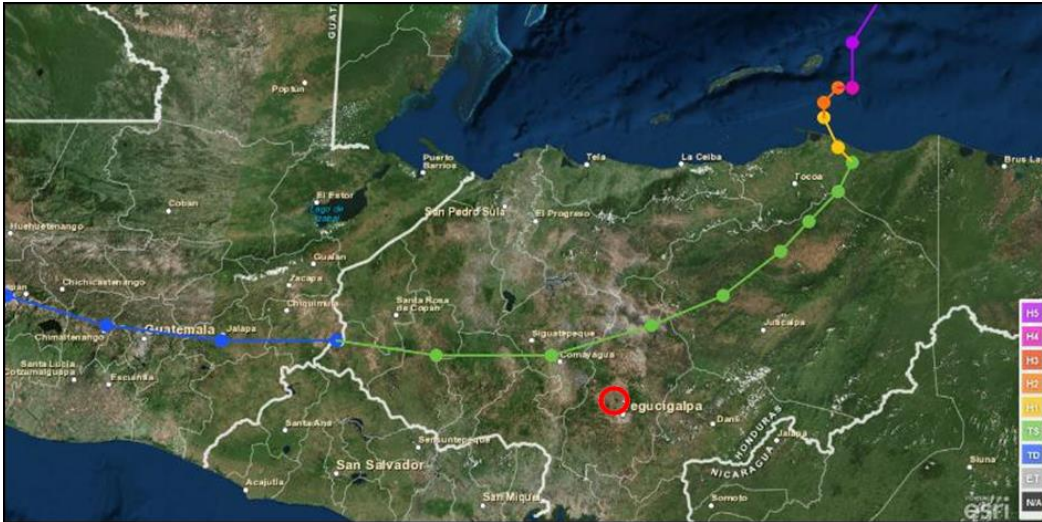 GUAT
Poptún
Puerto
Barrios
Tela
La Ceiba
Brus La
Tocoa
Coban
El Estor
Lago de
Izabal
San Pedro Sula
El Progreso
Huehuetenango
Gualan
Zacapa
Chichicastenango
Chiquimula
Santa Rosa
de Copan
Guatemala
Jalapa
Chimaltenango
Siguatepeque
Juticalpa
Comayagua
Santa Lucia
Cotzumalguapa
Escuintla
egucigalpa
Danli
Santa Ana
Sensuntepeque
HONDURAS
NICARAGUA
Jalapa
San Salvador
Siuna
Acajutla
San Miguel
Somoto
H5
H4
H3
H2
H1
TS
TD
ET
N/A
esri